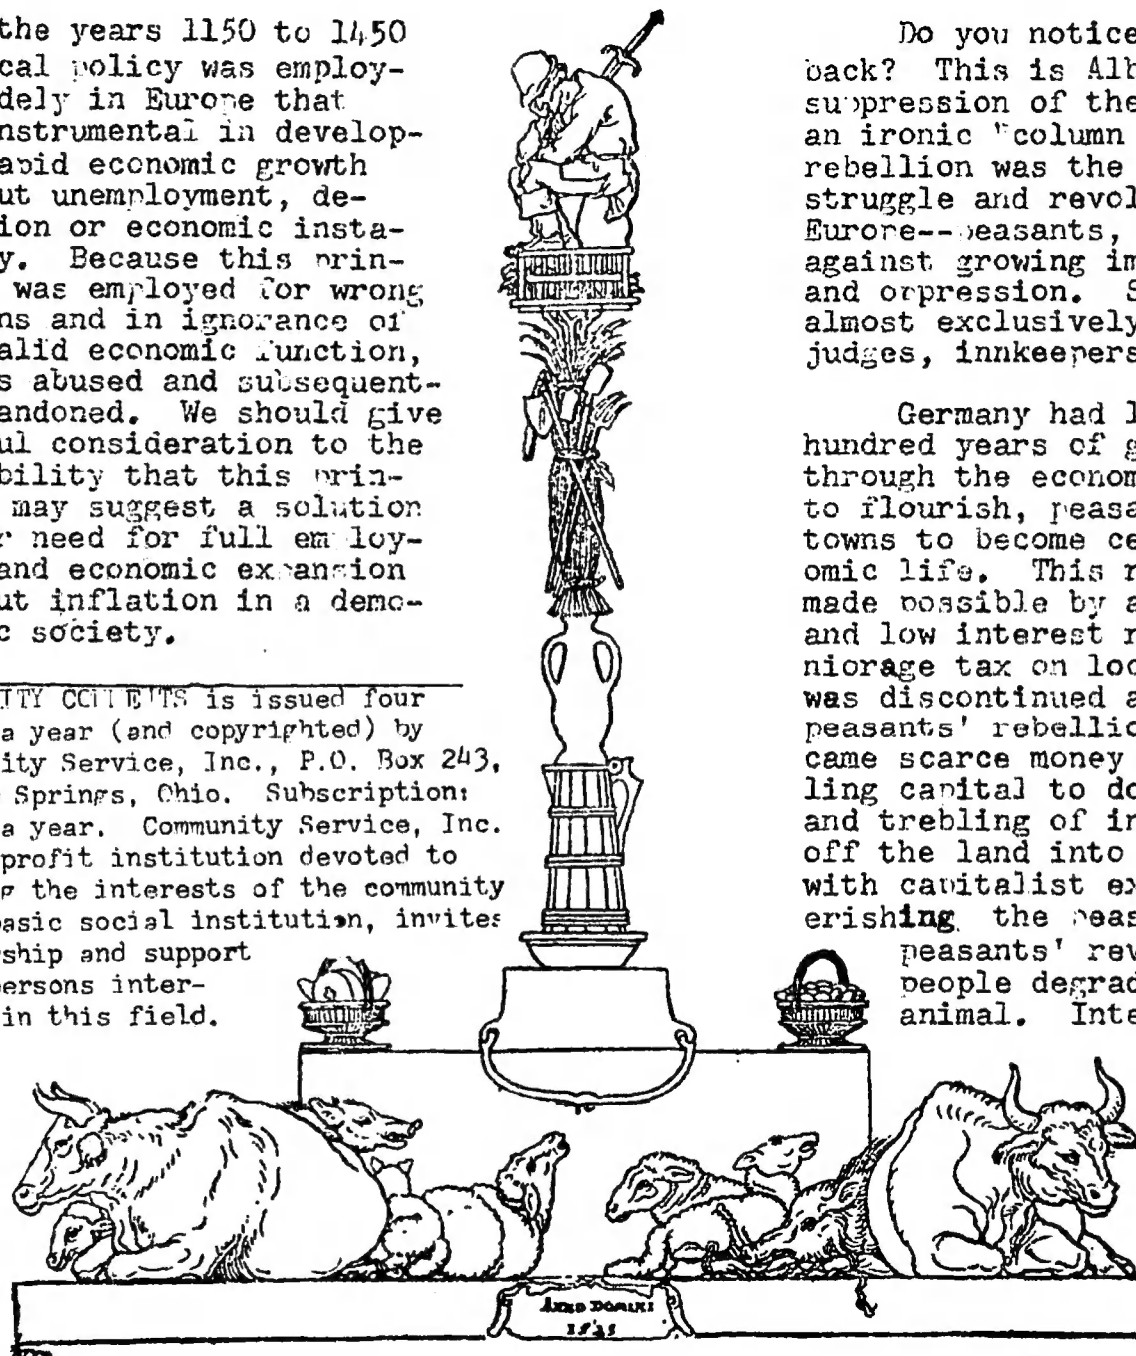 the years 1150 to 1450
cal policy was employ-
dely in Europe that
nstrumental in develop-
apid economic growth
ut unemployment, de-
ion or economic insta-
y. Because this prin-
was employed for wrong
ns and in ignorance of
alid economic function,
s abused and subsequent-
andoned. We should give
ul consideration to the
bility that this prin-
may suggest a solution
r need for full em loy-
and economic expansion
ut inflation in a demo-
c society.
ITY COMMENTS is issued four
a year (and copyrighted) by
ity Service, Inc., P.O. Box 243,
Springs, Ohio. Subscription:
a year. Community Service, Inc.
profit institution devoted to
g the interests of the community
basic social institution, invites
ship and support
ersons inter-
in this field.
Do you notice
back? This is Alb
suppression of the
an ironic "column
rebellion was the
struggle and revol
Europe--peasants,
against growing im
and oppression. S
almost exclusively
judges, innkeepers
Germany had l
hundred years of g
through the econom
to flourish, peasa
towns to become ce
omic life. This r
made possible by a
and low interest r
niorage tax on loc
was discontinued a
peasants' rebellio
came scarce money
ling capital to do
and trebling of in
off the land into
with capitalist ex
erishing the peas
peasants' rev
people degrad
animal. Inte
ANNO DOMINI
1525